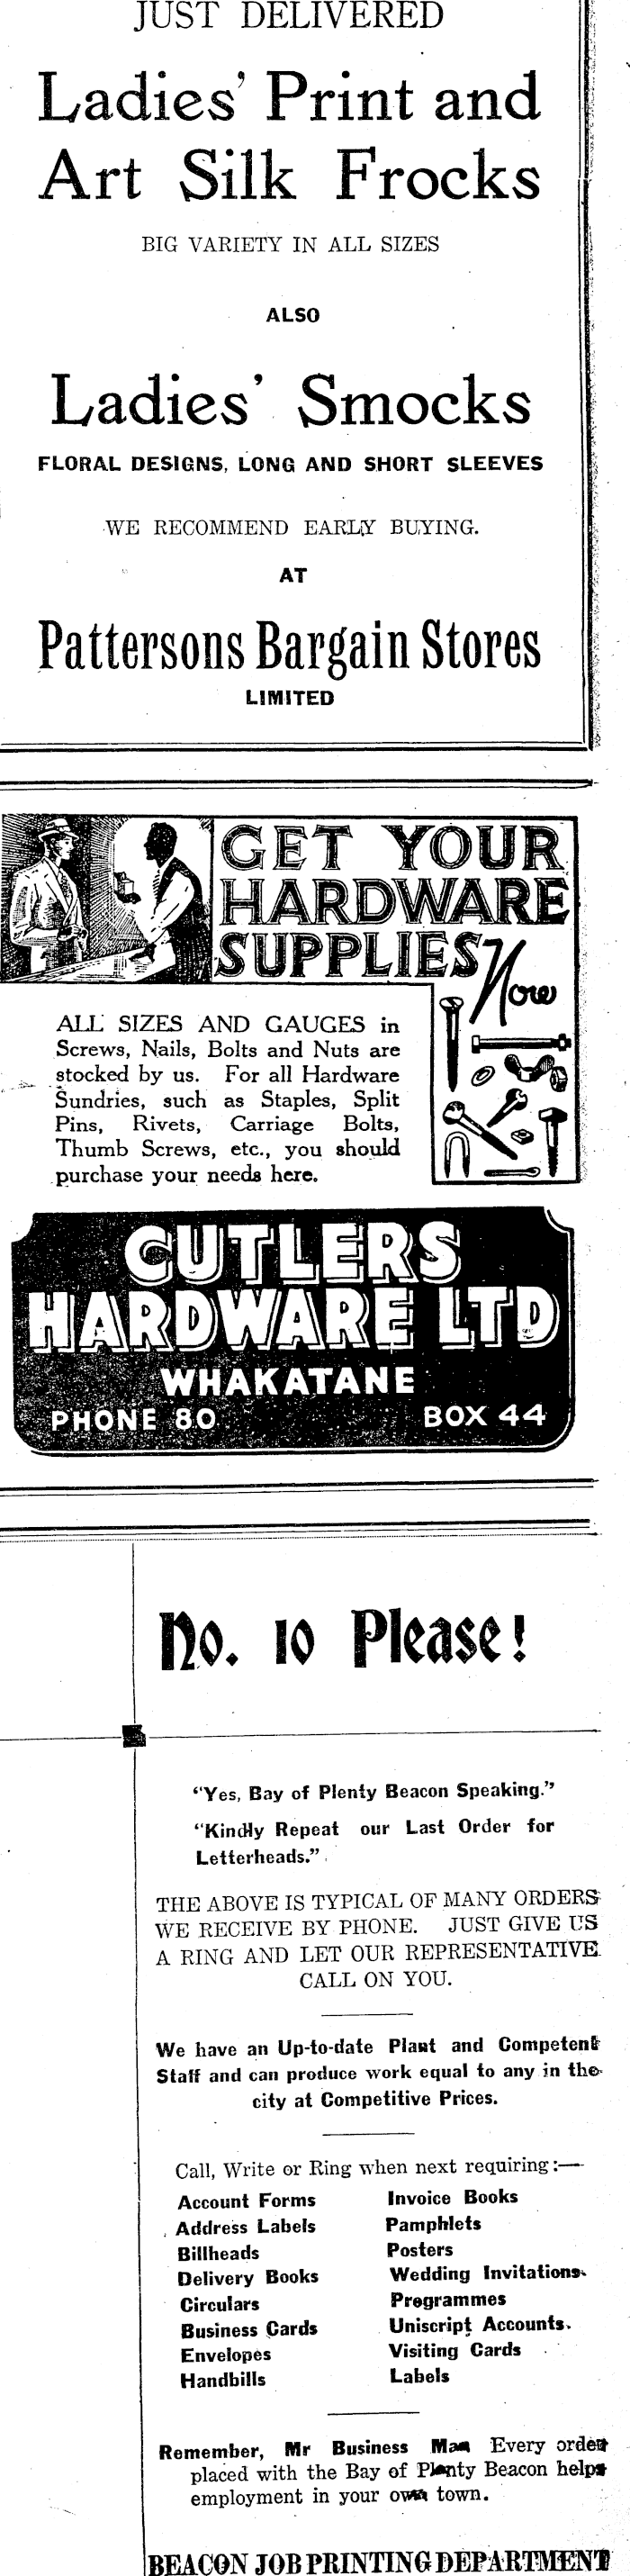 JUST DELIVERED
Ladies' Print and
Art Silk Frocks
BIG VARIETY IN ALL SIZES
ALSO
Ladies' Smocks
FLORAL DESIGNS, LONG AND SHORT SLEEVES
WE RECOMMEND EARLY BUYING.
AT
Pattersons Bargain Stores
LIMITED
GET YOUR
HARDWARE
SUPPLIES
Now
ALL SIZES AND GAUGES in
Screws, Nails, Bolts and Nuts are
stocked by us. For all Hardware
Sundries, such as Staples, Split
Pins, Rivets, Carriage Bolts,
Thumb Screws, etc., you should
purchase your needs here.
CUTLERS
HARDWARE LTD
WHAKATANE
PHONE 80 BOX 44
No. 10 Please!
"Yes, Bay of Plenty Beacon Speaking."
"Kindly Repeat our Last Order for
Letterheads."
THE ABOVE IS TYPICAL OF MANY ORDERS
WE RECEIVE BY PHONE. JUST GIVE US
A RING AND LET OUR REPRESENTATIVE
CALL ON YOU.
We have an Up-to-date Plant and Competent
Staff and can produce work equal to any in the
city at Competitive Prices.
Call, Write or Ring when next requiring:—
Account Forms Invoice Books
Address Labels Pamphlets
Billheads Posters
Delivery Books Wedding Invitations
Circulars Programmes
Business Cards Uniscript Accounts
Envelopes Visiting Cards
Handbills Labels
Remember, Mr Business Man Every order
placed with the Bay of Plenty Beacon helps
employment in your own town.
BEACON JOB PRINTING DEPARTMENT